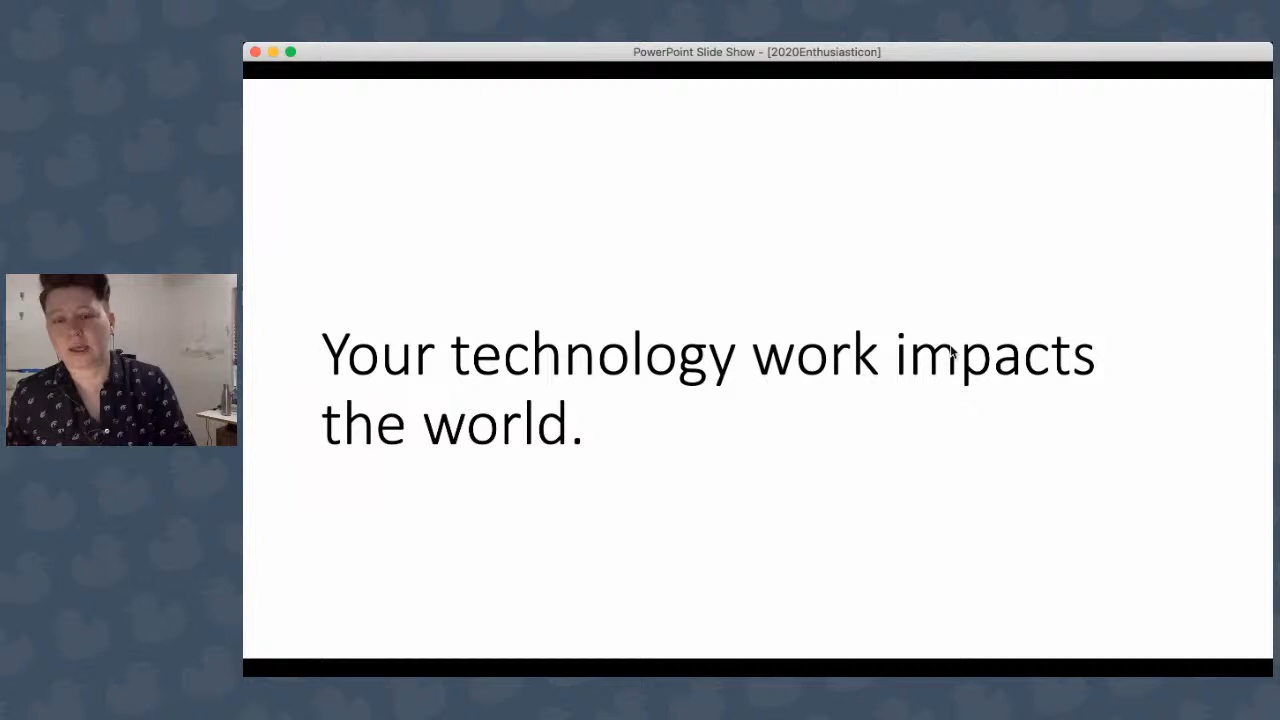 PowerPoint Slide Show - [2020Enthusiasticon]
Your technology work impacts
the world.